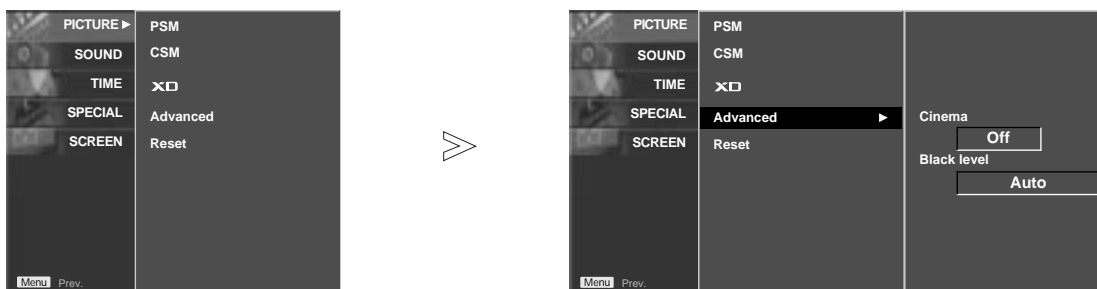 PICTURE ►
SOUND
TIME
SPECIAL
SCREEN
PSM
CSM
XD
Advanced
Reset
Menu Prev.
PICTURE
SOUND
TIME
SPECIAL
SCREEN
PSM
CSM
XD
Advanced ►
Reset
Cinema
Off
Black level
Auto
Menu Prev.